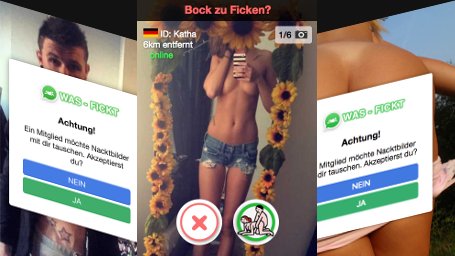 Bock zu Ficken?
WAS - FICKT
Achtung!
Ein Mitglied möchte Nacktbilder
mit dir tauschen. Akzeptierst
du?
NEIN
JA
ID: Katha
6km entfernt
online
1/6
WAS - FICKT
Achtung!
Ein Mitglied möchte Nacktbilder
mit dir tauschen. Akzeptierst
du?
NEIN
JA